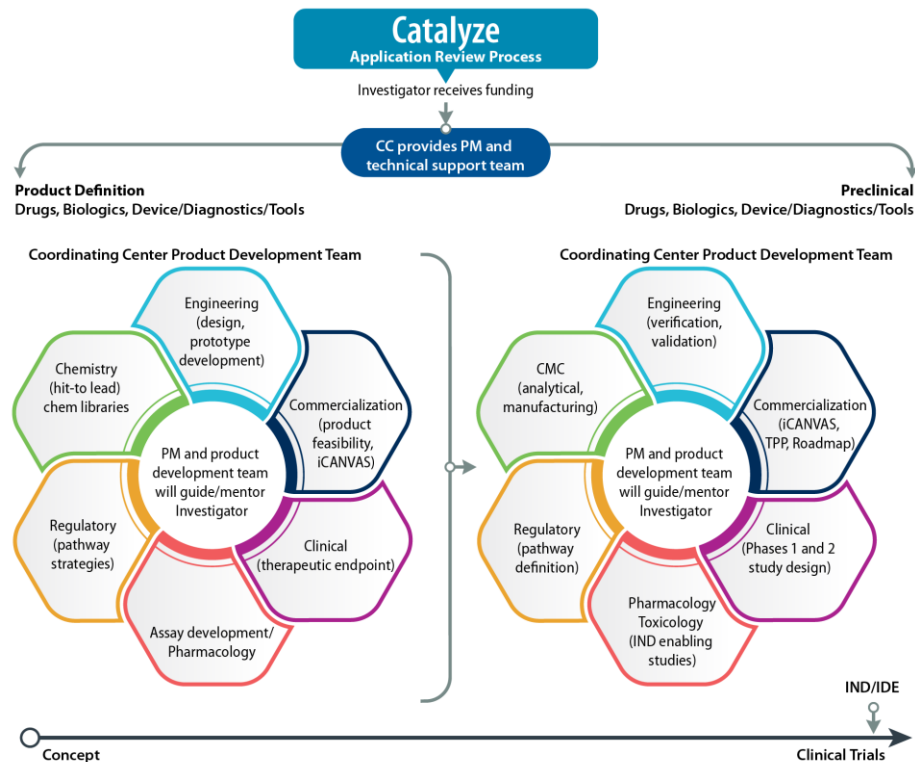 Catalyze
Application Review Process
Investigator receives funding
CC provides PM and
technical support team
Product Definition
Drugs, Biologics, Device/Diagnostics/Tools
Preclinical
Drugs, Biologics, Device/Diagnostics/Tools
Coordinating Center Product Development Team
Engineering
(design,
prototype
development)
Chemistry
(hit-to lead)
chem libraries
Commercialization
(product
feasibility,
iCANVAS)
PM and product
development team
will guide/mentor
Investigator
Regulatory
(pathway
strategies)
Clinical
(therapeutic endpoint)
Assay development/
Pharmacology
Coordinating Center Product Development Team
Engineering
(verification,
validation)
CMC
(analytical,
manufacturing)
Commercialization
(iCANVAS,
TPP, Roadmap)
PM and product
development team
will guide/mentor
Investigator
Regulatory
(pathway
definition)
Clinical
(Phases 1 and 2
study design)
Pharmacology
Toxicology
(IND enabling
studies)
IND/IDE
Concept
Clinical Trials